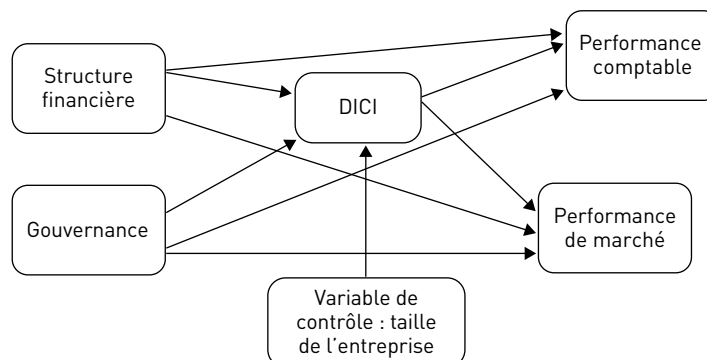 Structure
financière
DICI
Performance
comptable
Gouvernance
Performance
de marché
Variable de
contrôle : taille
de l'entreprise